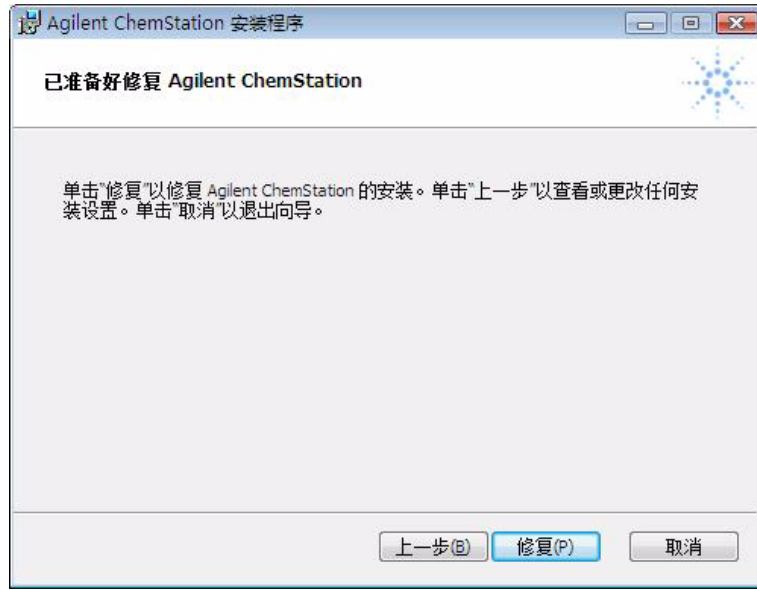 Agilent ChemStation 安装程序
已准备好修复 Agilent ChemStation
单击"修复"以修复 Agilent ChemStation 的安装。单击"上一步"以查看或更改任何安
装设置。单击"取消"以退出向导。
上一步(B) 修复(P) 取消